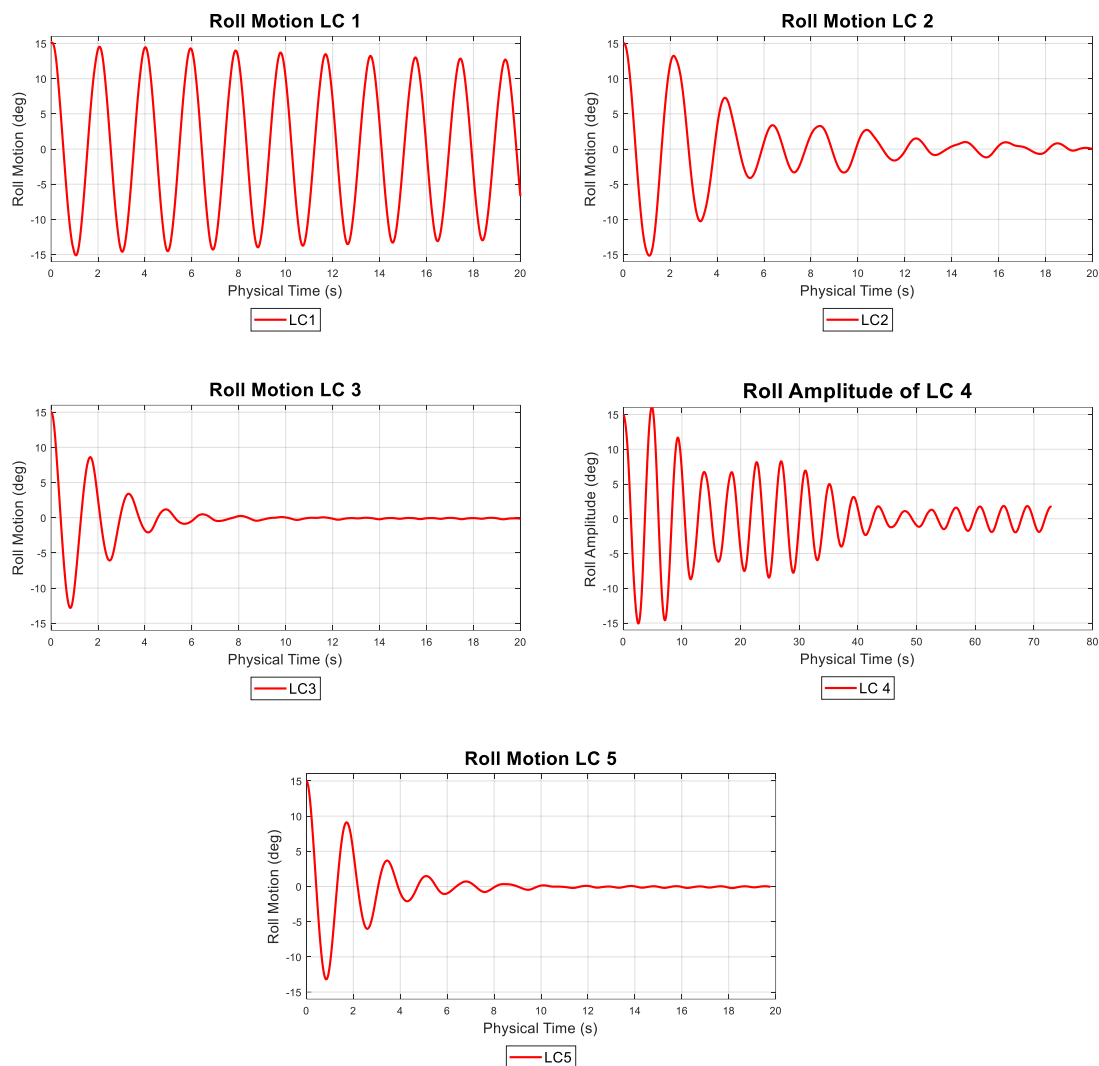 Roll Motion LC 1
Roll Motion (deg)
15
10
5
0
-5
-10
-15
0 2 4 6 8 10 12 14 16 18 20
Physical Time (s)
LC1
Roll Motion LC 2
Roll Motion (deg)
15
10
5
0
-5
-10
-15
0 2 4 6 8 10 12 14 16 18 20
Physical Time (s)
LC2
Roll Motion LC 3
Roll Motion (deg)
15
10
5
0
-5
-10
-15
0 2 4 6 8 10 12 14 16 18 20
Physical Time (s)
LC3
Roll Amplitude of LC 4
Roll Amplitude (deg)
15
10
5
0
-5
-10
-15
0 10 20 30 40 50 60 70 80
Physical Time (s)
LC 4
Roll Motion LC 5
Roll Motion (deg)
15
10
5
0
-5
-10
-15
0 2 4 6 8 10 12 14 16 18 20
Physical Time (s)
LC5